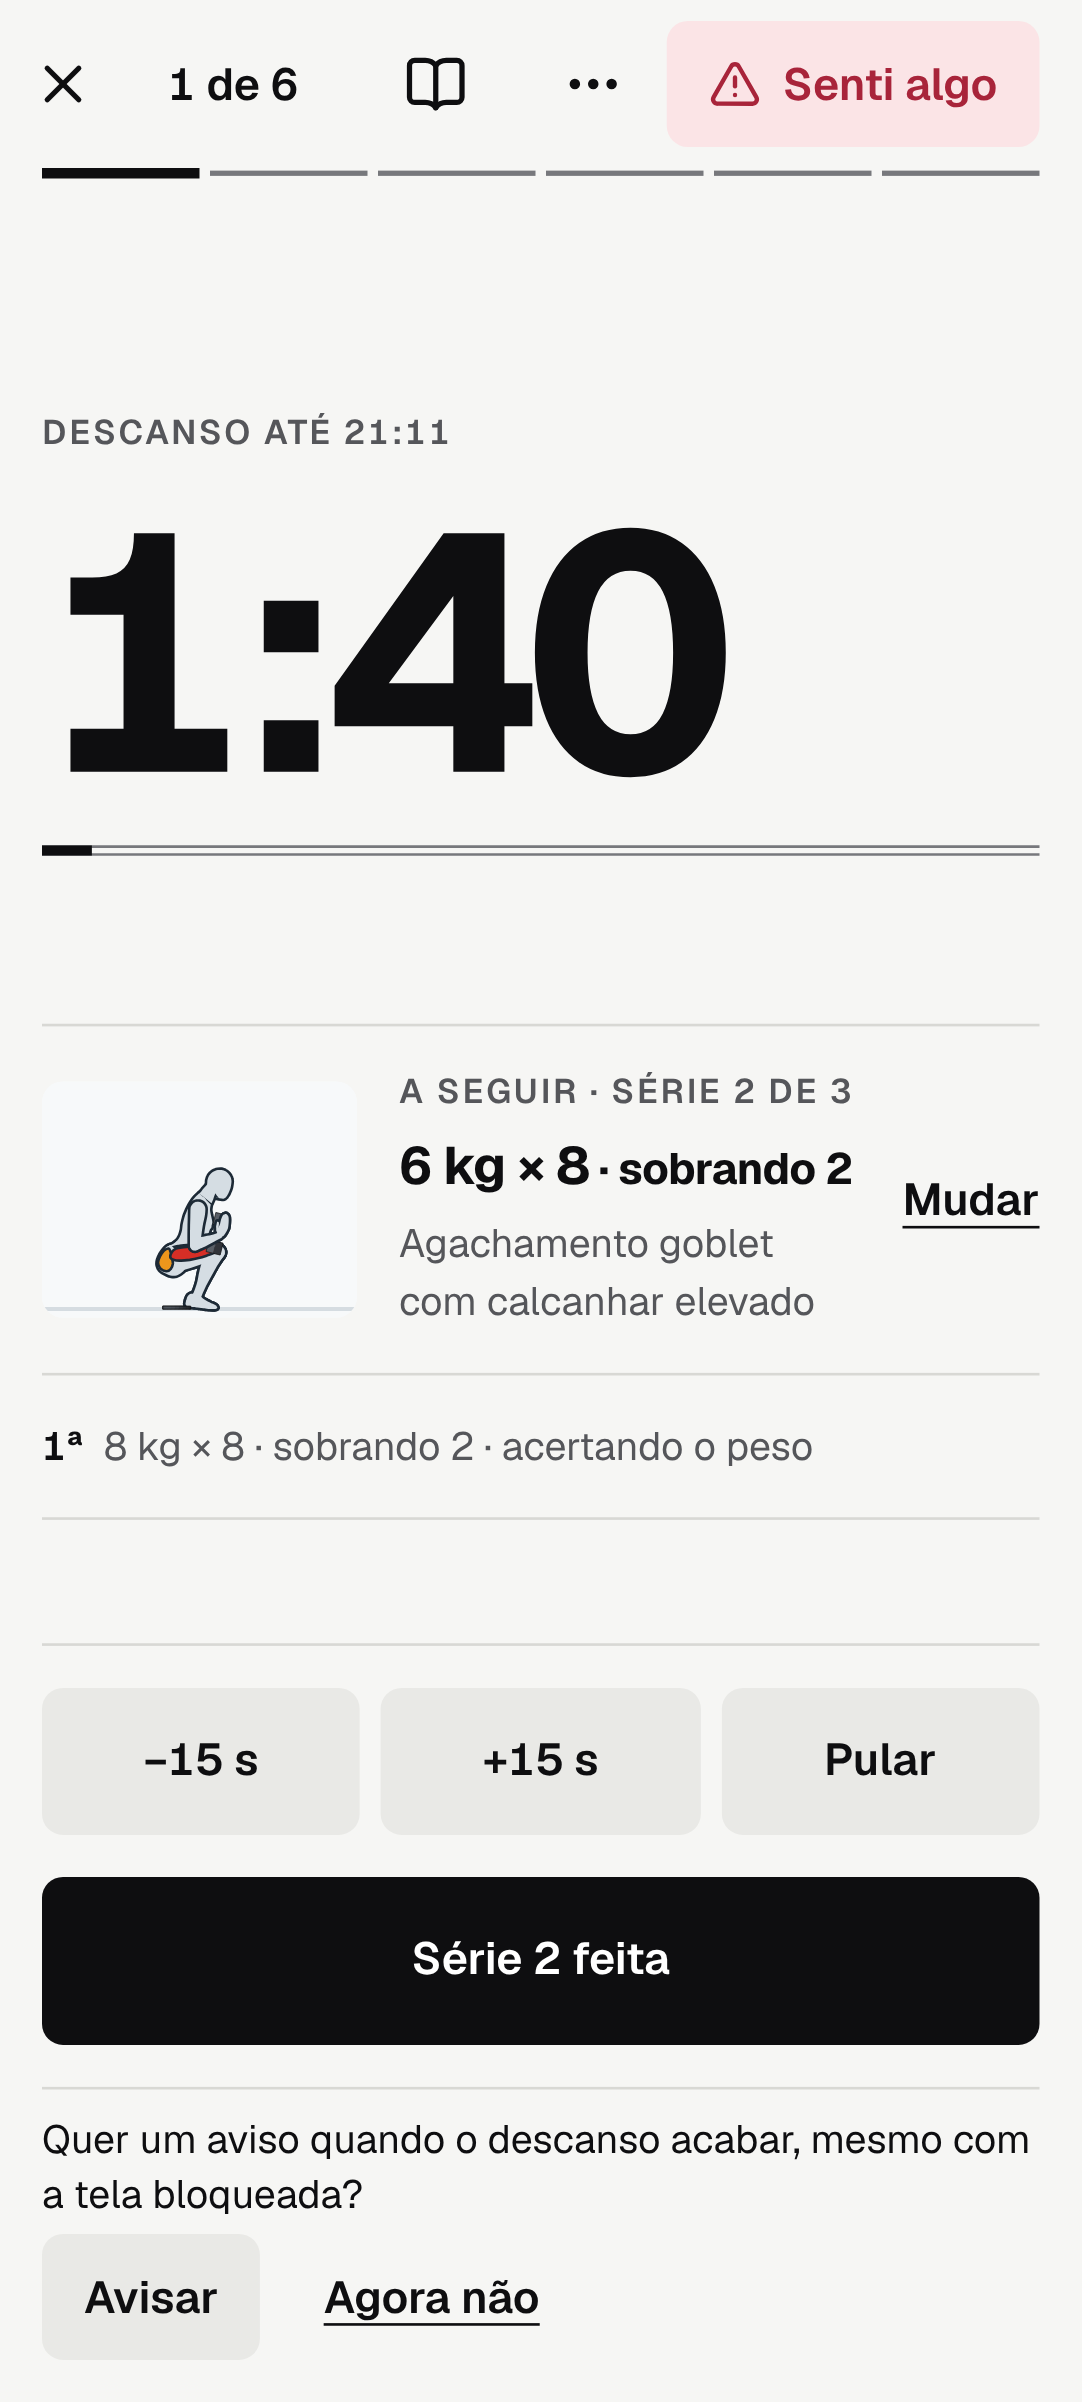 1 de 6
Senti algo
DESCANSO ATÉ 21:11
1:40
A SEGUIR · SÉRIE 2 DE 3
6 kg × 8 · sobrando 2
Mudar
Agachamento goblet
com calcanhar elevado
1ª 8 kg × 8 · sobrando 2 · acertando o peso
−15 s
+15 s
Pular
Série 2 feita
Quer um aviso quando o descanso acabar, mesmo com
a tela bloqueada?
Avisar
Agora não